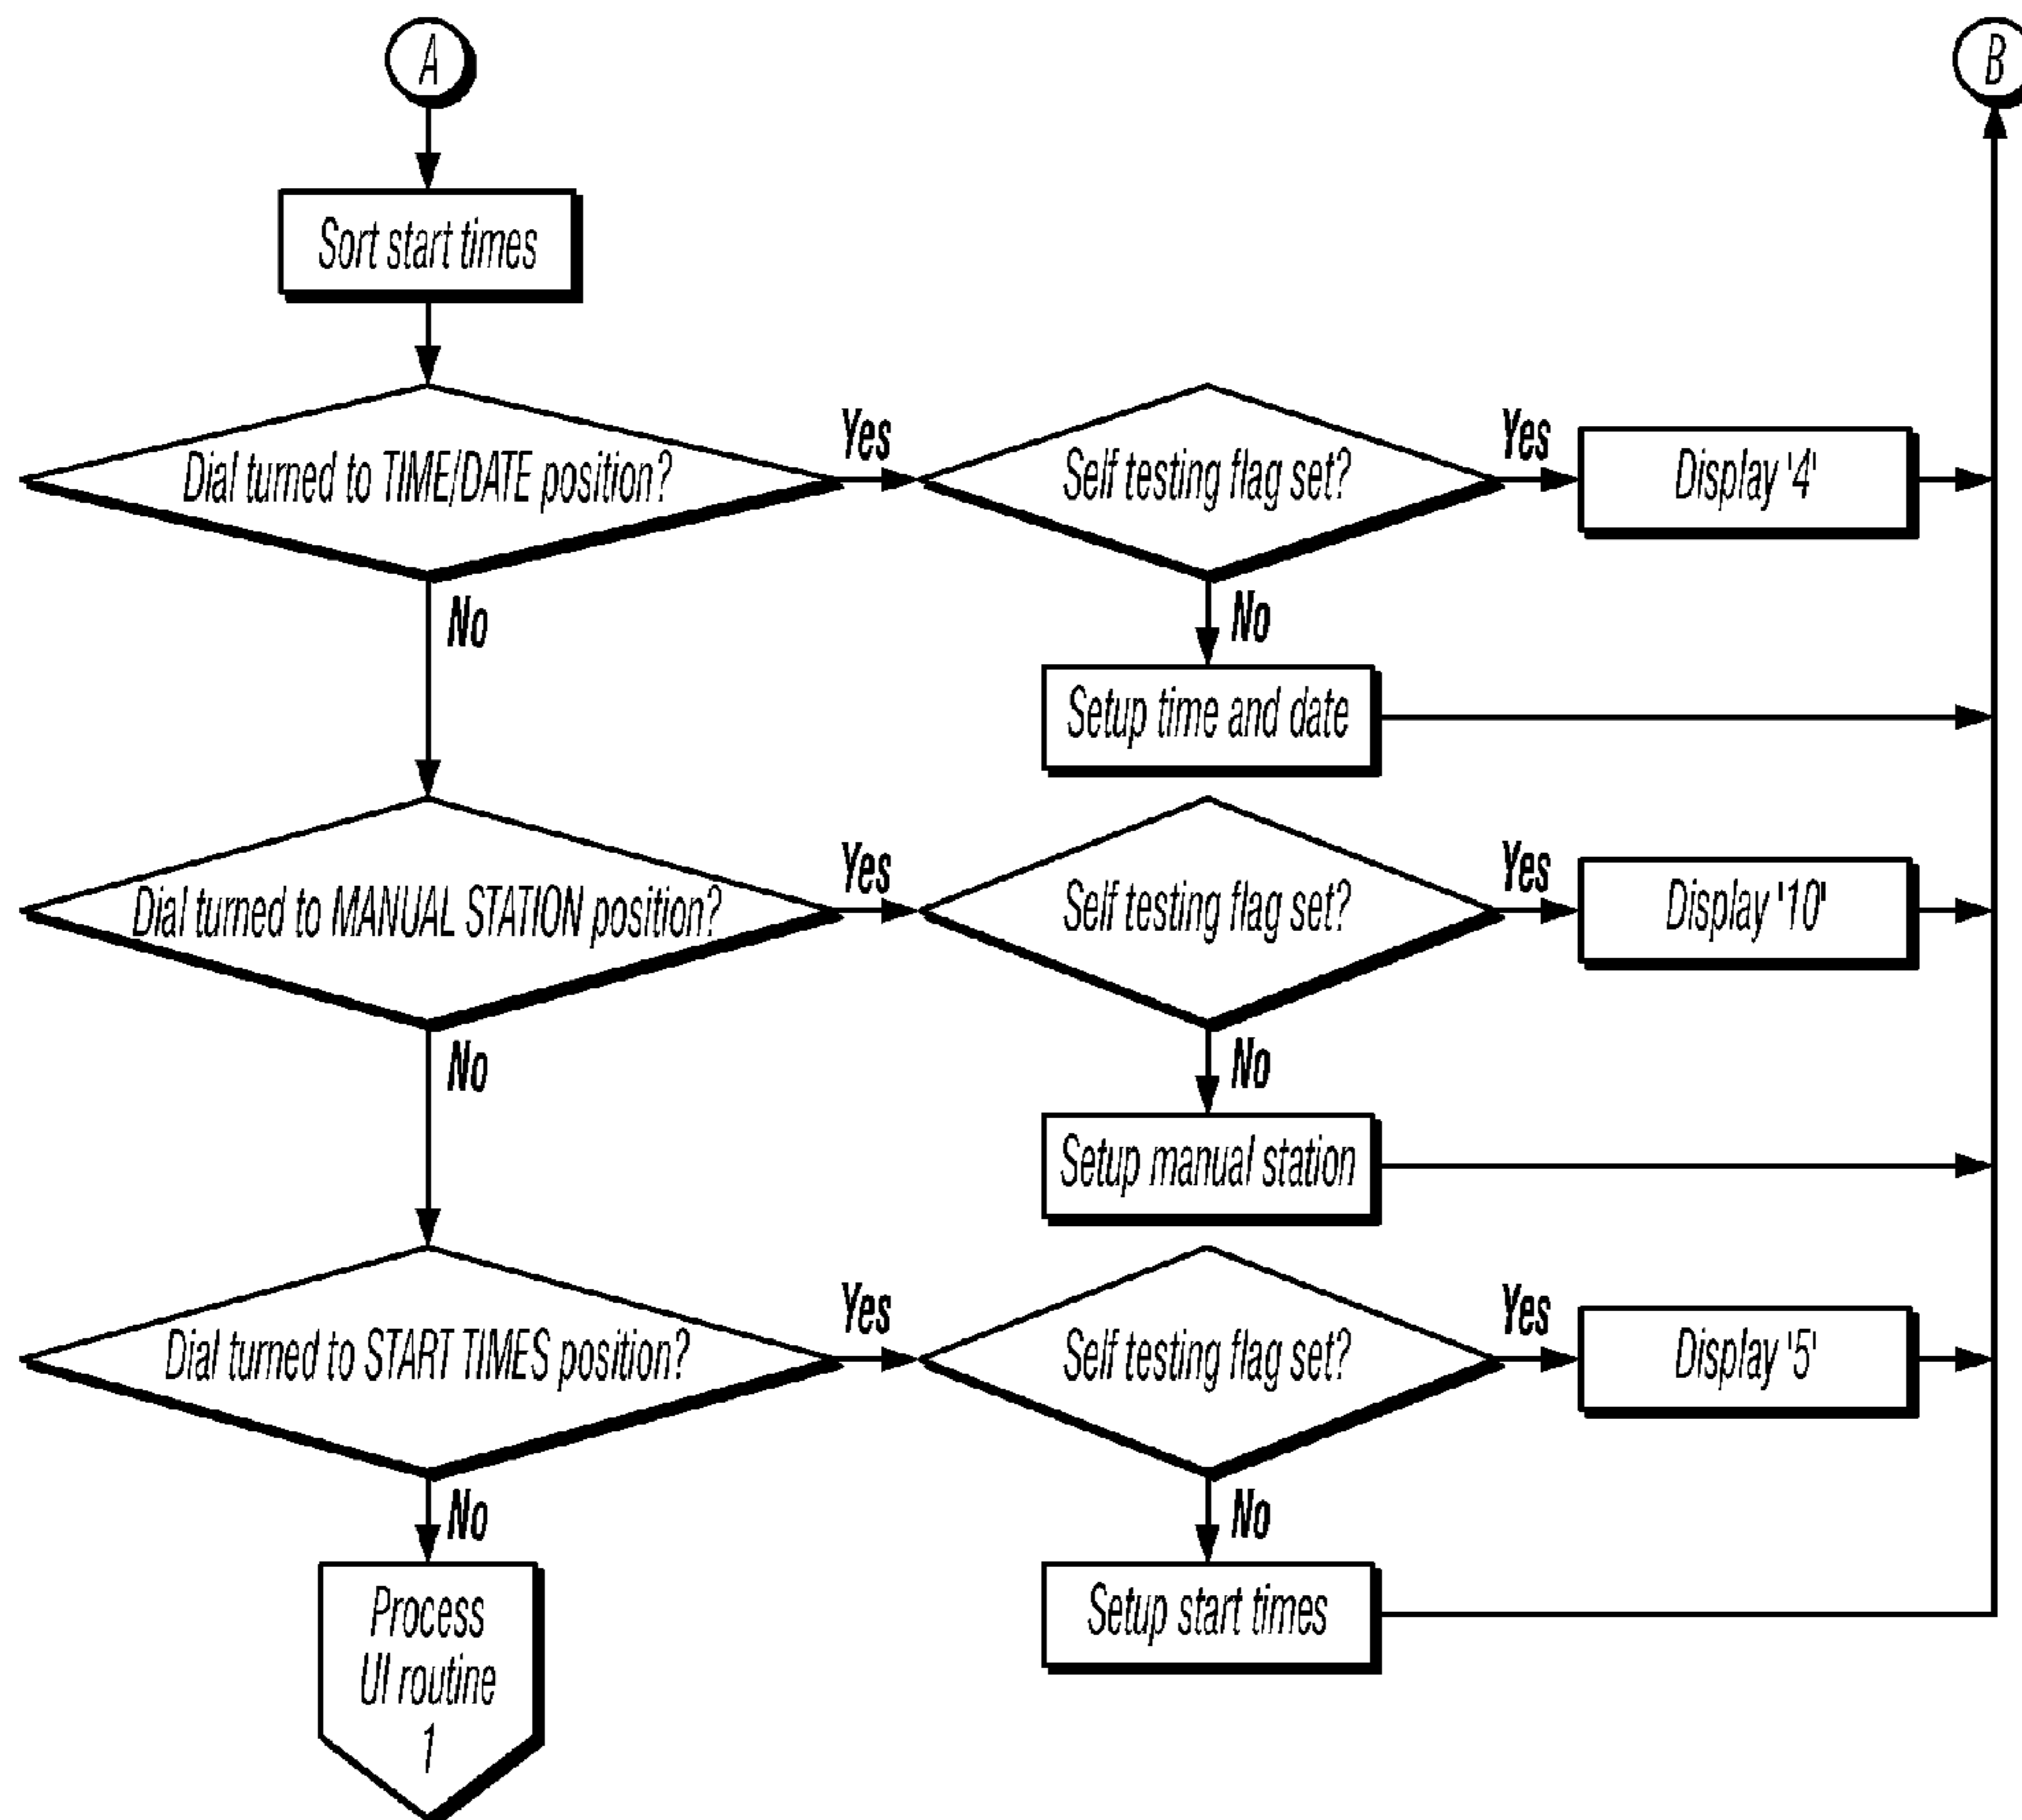 A
B
Sort start times
Dial turned to TIME/DATE position?
Yes
Self testing flag set?
Yes
Display '4'
No
No
Setup time and date
Dial turned to MANUAL STATION position?
Yes
Self testing flag set?
Yes
Display '10'
No
No
Setup manual station
Dial turned to START TIMES position?
Yes
Self testing flag set?
Yes
Display '5'
No
No
Process
UI routine
1
Setup start times